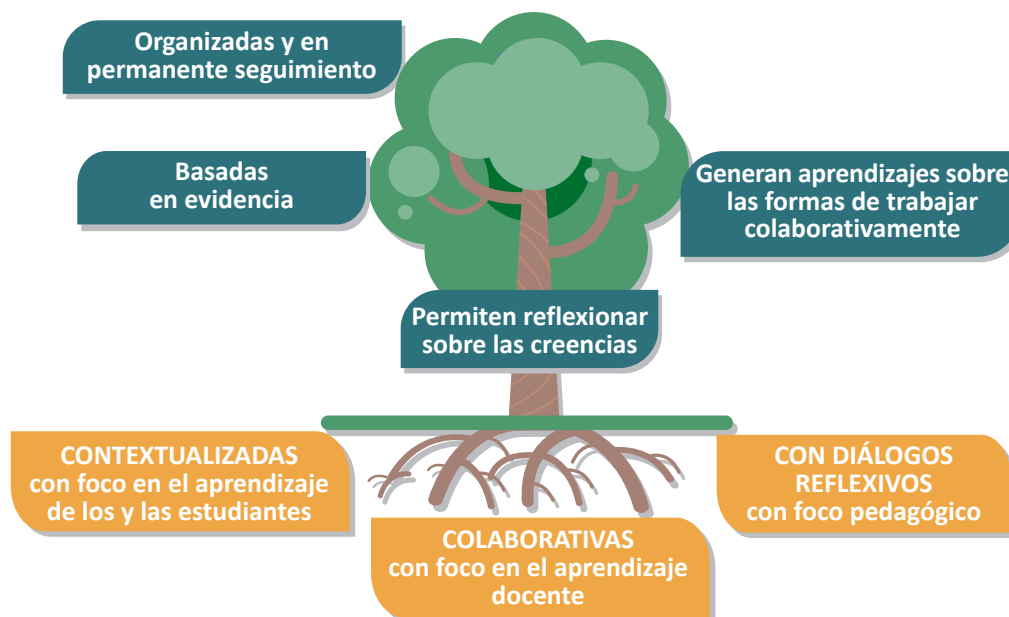 Organizadas y en
permanente seguimiento
Basadas
en evidencia
Generan aprendizajes sobre
las formas de trabajar
colaborativamente
Permiten reflexionar
sobre las creencias
CONTEXTUALIZADAS
con foco en el aprendizaje
de los y las estudiantes
COLABORATIVAS
con foco en el aprendizaje
docente
CON DIÁLOGOS
REFLEXIVOS
con foco pedagógico